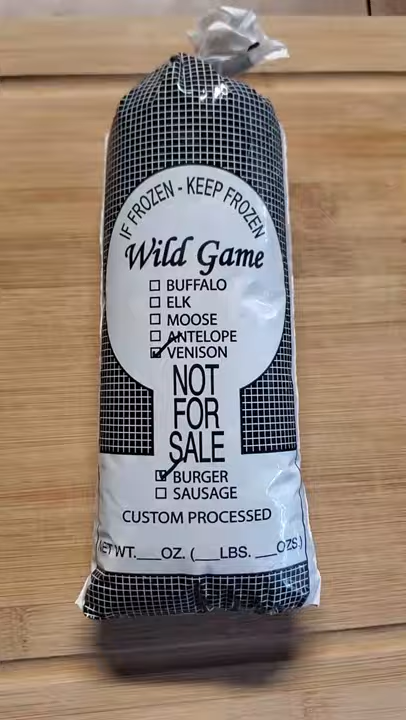 IF FROZEN - KEEP FROZEN
Wild Game
☐ BUFFALO
☐ ELK
☐ MOOSE
☐ ANTELOPE
☑ VENISON
NOT
FOR
SALE
☑ BURGER
☐ SAUSAGE
CUSTOM PROCESSED
NET WT.___OZ. (___LBS. ___OZS.)